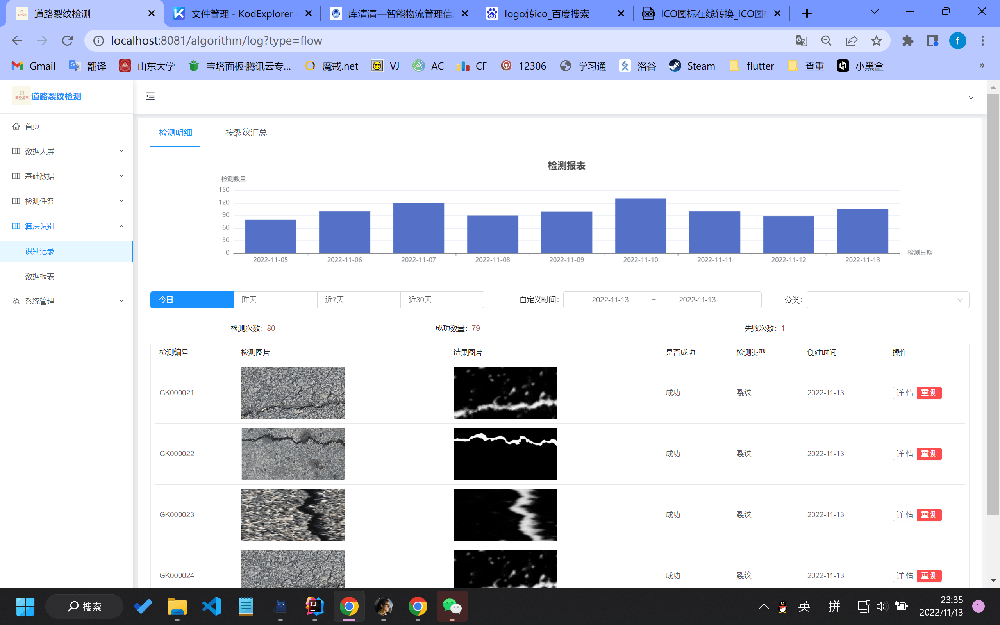 道路裂纹检测
文件管理 - KodExplorer -
库清清—智能物流管理信息
logo转ico_百度搜索
ICO图标在线转换_ICO图标
localhost:8081/algorithm/log?type=flow
f
Gmail
翻译
山东大学
宝塔面板·腾讯云专...
魔戒.net
VJ
AC
CF
12306
学习通
洛谷
Steam
flutter
查重
小黑盒
»
道路裂纹
道路裂纹检测
首页
数据大屏
基础数据
检测任务
算法识别
识别记录
数据报表
系统管理
检测明细
按裂纹汇总
检测报表
检测数量
150
120
90
60
30
0
2022-11-05
2022-11-06
2022-11-07
2022-11-08
2022-11-09
2022-11-10
2022-11-11
2022-11-12
2022-11-13
检测日期
今日
昨天
近7天
近30天
自定义时间: 2022-11-13 ~ 2022-11-13
分类:
检测次数: 80
成功数量: 79
失败次数: 1
检测编号 检测图片 结果图片 是否成功 检测类型 创建时间 操作
GK000021 成功 裂纹 2022-11-13 详 情 重 测
GK000022 成功 裂纹 2022-11-13 详 情 重 测
GK000023 成功 裂纹 2022-11-13 详 情 重 测
GK000024 成功 裂纹 2022-11-13 详 情 重 测
搜索
英
拼
23:35
2022/11/13
1